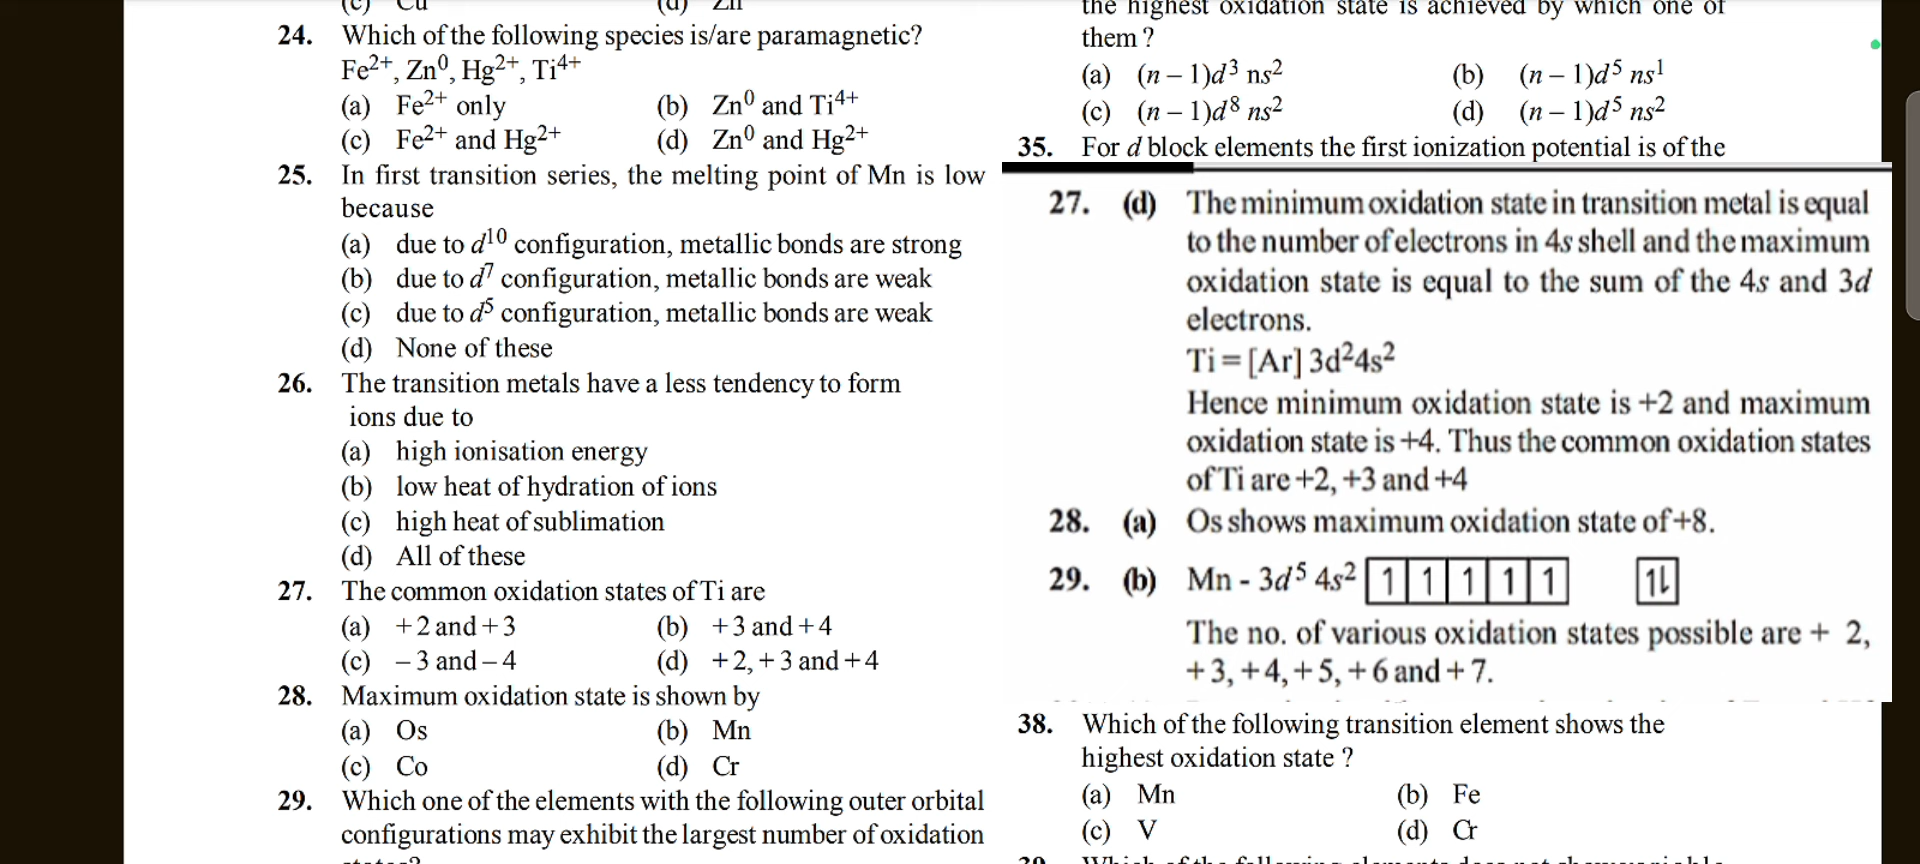 (c) Cu (d) Zn
24. Which of the following species is/are paramagnetic?
Fe²⁺, Zn⁰, Hg²⁺, Ti⁴⁺
(a) Fe²⁺ only (b) Zn⁰ and Ti⁴⁺
(c) Fe²⁺ and Hg²⁺ (d) Zn⁰ and Hg²⁺
25. In first transition series, the melting point of Mn is low
because
(a) due to d¹⁰ configuration, metallic bonds are strong
(b) due to d⁷ configuration, metallic bonds are weak
(c) due to d⁵ configuration, metallic bonds are weak
(d) None of these
26. The transition metals have a less tendency to form
ions due to
(a) high ionisation energy
(b) low heat of hydration of ions
(c) high heat of sublimation
(d) All of these
27. The common oxidation states of Ti are
(a) +2 and +3 (b) +3 and +4
(c) – 3 and – 4 (d) +2, +3 and +4
28. Maximum oxidation state is shown by
(a) Os (b) Mn
(c) Co (d) Cr
29. Which one of the elements with the following outer orbital
configurations may exhibit the largest number of oxidation
the highest oxidation state is achieved by which one of
them ?
(a) (n – 1)d³ ns² (b) (n – 1)d⁵ ns¹
(c) (n – 1)d⁸ ns² (d) (n – 1)d⁵ ns²
35. For d block elements the first ionization potential is of the
27. (d) The minimum oxidation state in transition metal is equal
to the number of electrons in 4s shell and the maximum
oxidation state is equal to the sum of the 4s and 3d
electrons.
Ti = [Ar] 3d²4s²
Hence minimum oxidation state is +2 and maximum
oxidation state is +4. Thus the common oxidation states
of Ti are +2, +3 and +4
28. (a) Os shows maximum oxidation state of +8.
29. (b) Mn - 3d⁵ 4s² 1 1 1 1 1 1⇂
The no. of various oxidation states possible are + 2,
+ 3, + 4, + 5, + 6 and + 7.
38. Which of the following transition element shows the
highest oxidation state ?
(a) Mn (b) Fe
(c) V (d) Cr